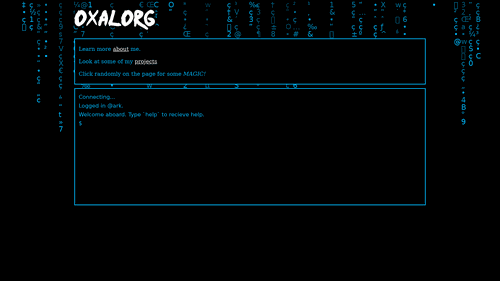 OXALORG
Learn more about me.
Look at some of my projects
Click randomly on the page for some MAGIC!
Connecting...
Logged in @ark.
Welcome aboard. Type `help` to recieve help.
$